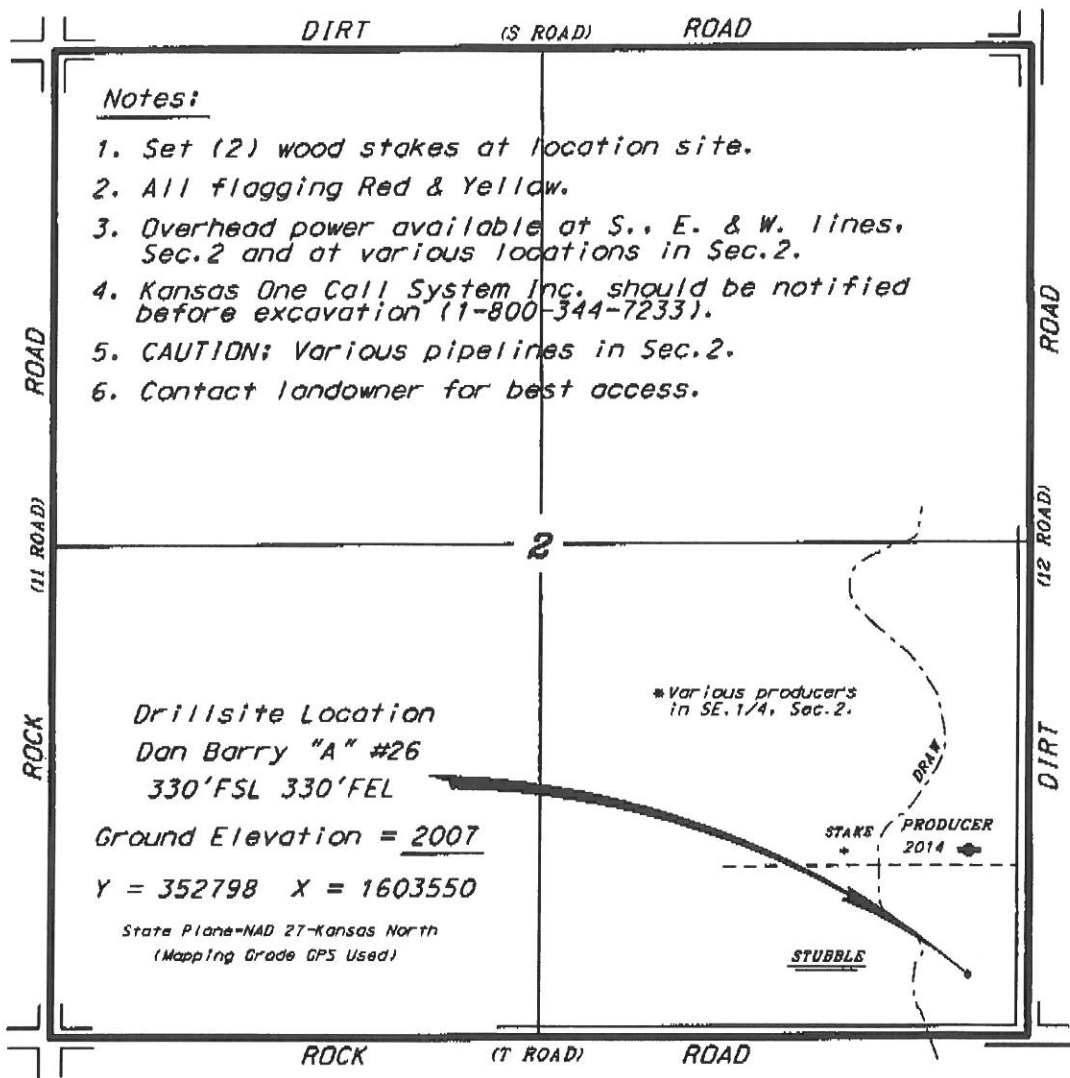 DIRT (S ROAD) ROAD
Notes:
1. Set (2) wood stakes at location site.
2. All flagging Red & Yellow.
3. Overhead power available at S., E. & W. lines,
Sec.2 and at various locations in Sec.2.
4. Kansas One Call System Inc. should be notified
before excavation (1-800-344-7233).
5. CAUTION: Various pipelines in Sec.2.
6. Contact landowner for best access.
ROAD
(11 ROAD)
ROCK
ROAD
(12 ROAD)
DIRT
2
*Various producers
in SE.1/4, Sec.2.
Drillsite Location
Dan Barry "A" #26
330'FSL 330'FEL
Ground Elevation = 2007
Y = 352798 X = 1603550
State Plane-NAD 27-Kansas North
(Mapping Grade GPS Used)
DRAW
STAKE
PRODUCER
2014
STUBBLE
ROCK (T ROAD) ROAD